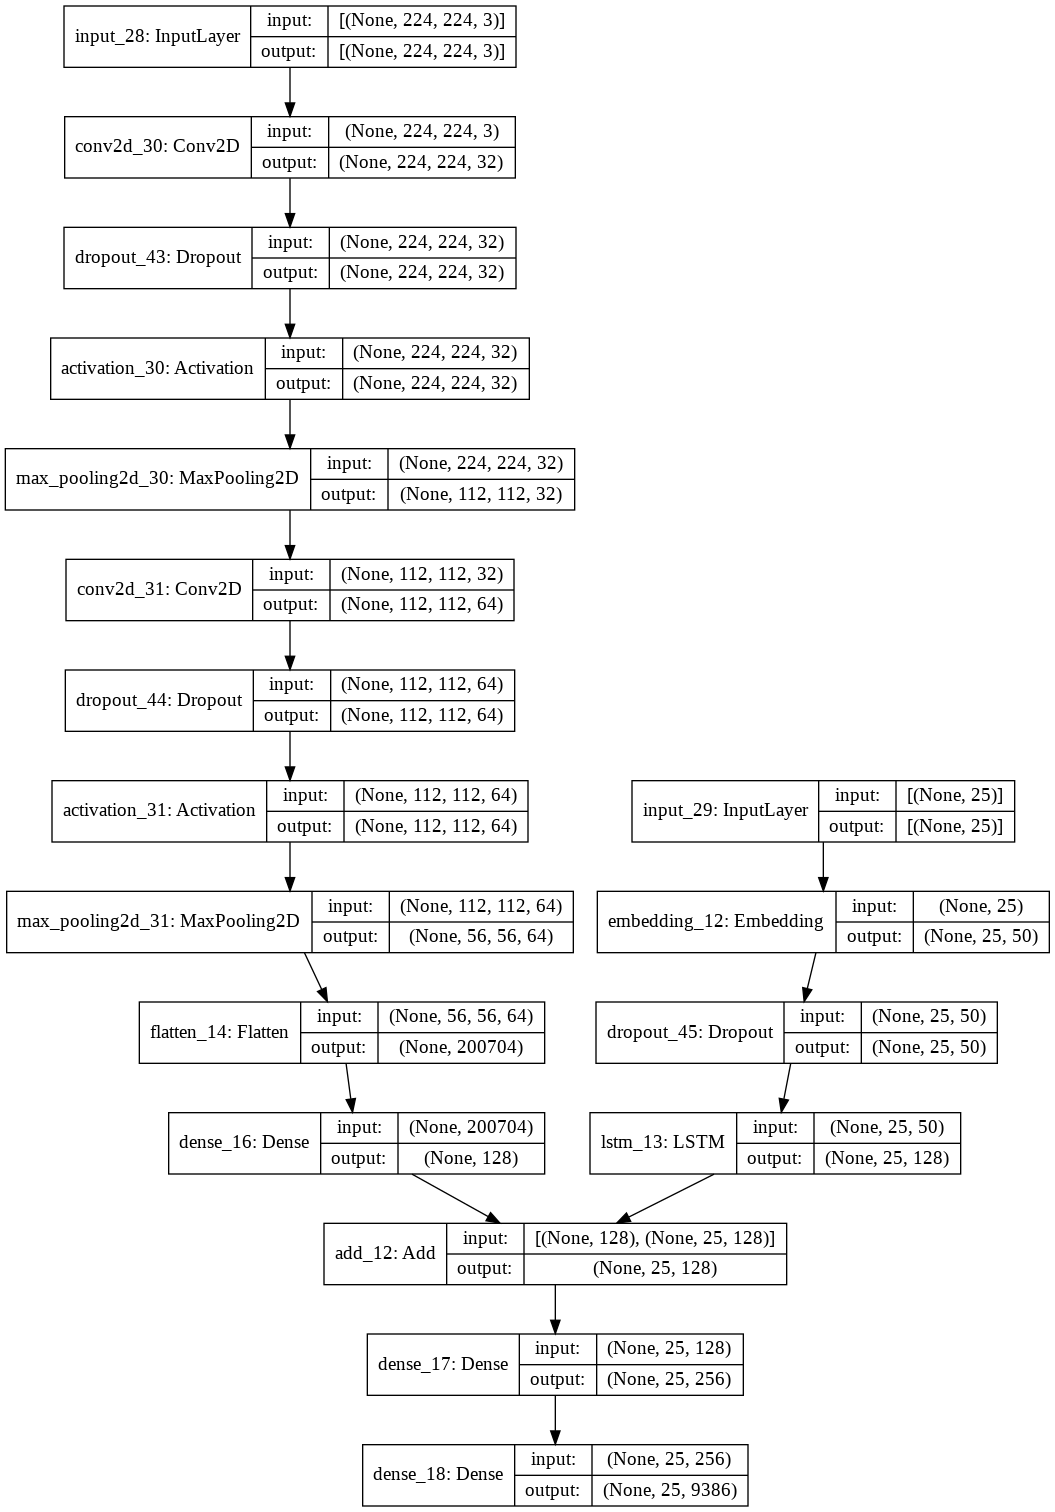 input_28: InputLayer
input: [(None, 224, 224, 3)]
output: [(None, 224, 224, 3)]
conv2d_30: Conv2D
input: (None, 224, 224, 3)
output: (None, 224, 224, 32)
dropout_43: Dropout
input: (None, 224, 224, 32)
output: (None, 224, 224, 32)
activation_30: Activation
input: (None, 224, 224, 32)
output: (None, 224, 224, 32)
max_pooling2d_30: MaxPooling2D
input: (None, 224, 224, 32)
output: (None, 112, 112, 32)
conv2d_31: Conv2D
input: (None, 112, 112, 32)
output: (None, 112, 112, 64)
dropout_44: Dropout
input: (None, 112, 112, 64)
output: (None, 112, 112, 64)
activation_31: Activation
input: (None, 112, 112, 64)
output: (None, 112, 112, 64)
input_29: InputLayer
input: [(None, 25)]
output: [(None, 25)]
max_pooling2d_31: MaxPooling2D
input: (None, 112, 112, 64)
output: (None, 56, 56, 64)
embedding_12: Embedding
input: (None, 25)
output: (None, 25, 50)
flatten_14: Flatten
input: (None, 56, 56, 64)
output: (None, 200704)
dropout_45: Dropout
input: (None, 25, 50)
output: (None, 25, 50)
dense_16: Dense
input: (None, 200704)
output: (None, 128)
lstm_13: LSTM
input: (None, 25, 50)
output: (None, 25, 128)
add_12: Add
input: [(None, 128), (None, 25, 128)]
output: (None, 25, 128)
dense_17: Dense
input: (None, 25, 128)
output: (None, 25, 256)
dense_18: Dense
input: (None, 25, 256)
output: (None, 25, 9386)